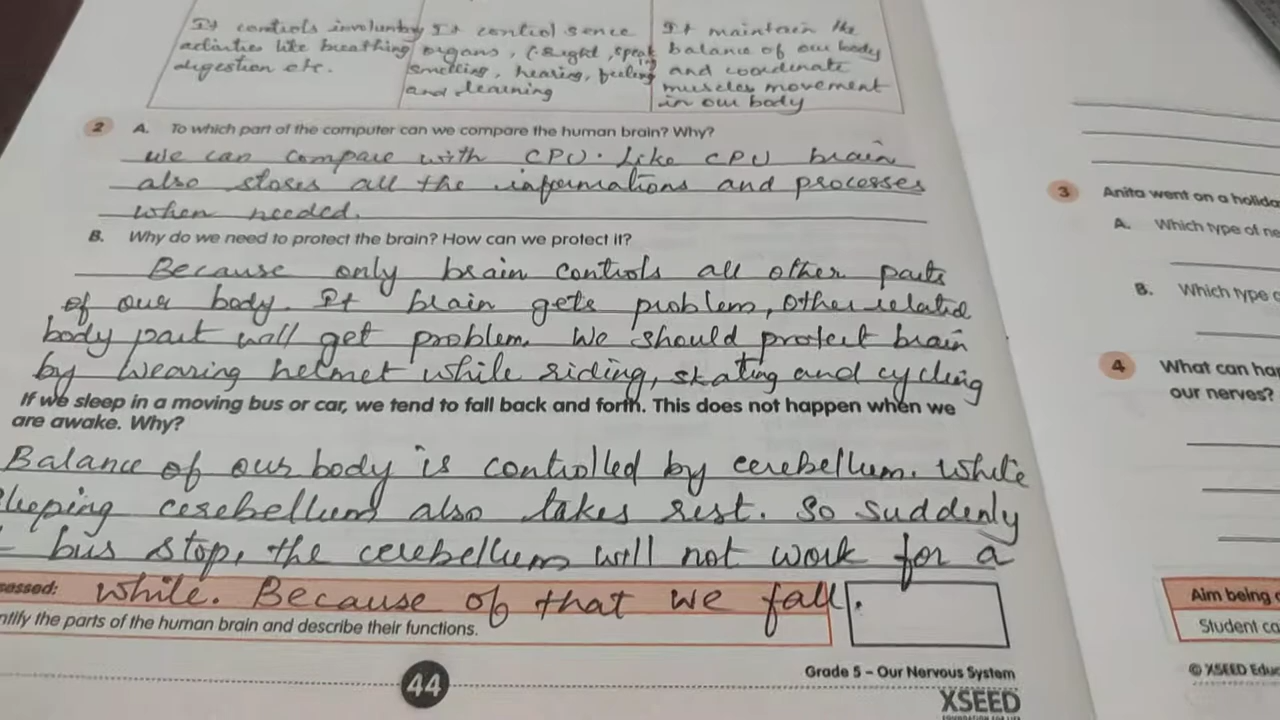 It controls involuntry
activities like breathing
digestion etc.
It control sence
organs, (sight, speaking
smelling, hearing, feeling
and learning
It maintain the
balance of our body
and coordinate
muscles movement
in our body
2 A. To which part of the computer can we compare the human brain? Why?
We can compare with CPU. Like CPU brain
also stores all the informations and processes
when needed.
B. Why do we need to protect the brain? How can we protect it?
Because only brain controls all other parts
of our body. If brain gets problem, other related
body part will get problem. We should protect brain
by wearing helmet while riding, skating and cycling
If we sleep in a moving bus or car, we tend to fall back and forth. This does not happen when we
are awake. Why?
Balance of our body is controlled by cerebellum. While
sleeping cerebellum also takes rest. So suddenly
bus stop, the cerebellum will not work for a
while. Because of that we fall.
ssessed:
ntify the parts of the human brain and describe their functions.
44
Grade 5 – Our Nervous System
XSEED
3 Anita went on a holida
A. Which type of ne
B. Which type
4 What can hap
our nerves?
Aim being
Student ca
© XSEED Educ